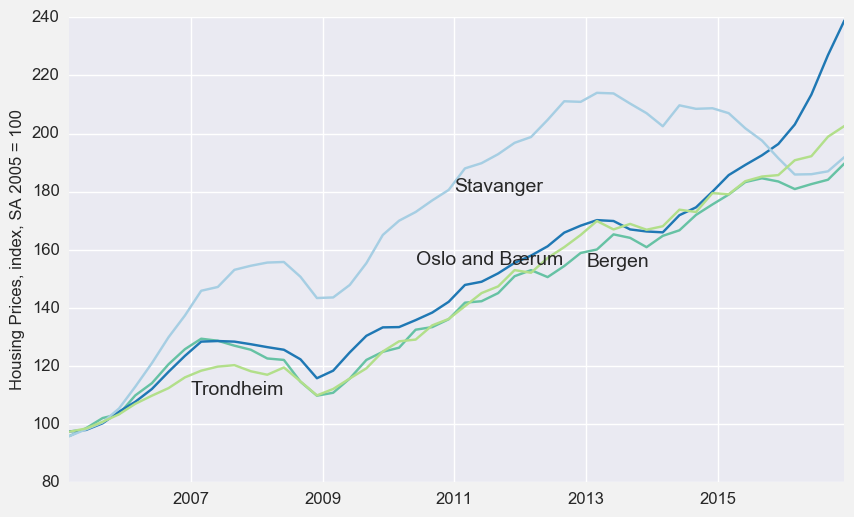 240
220
200
180
160
140
120
100
80
Housing Prices, index, SA 2005 = 100
Stavanger
Oslo and Bærum
Bergen
Trondheim
2007
2009
2011
2013
2015